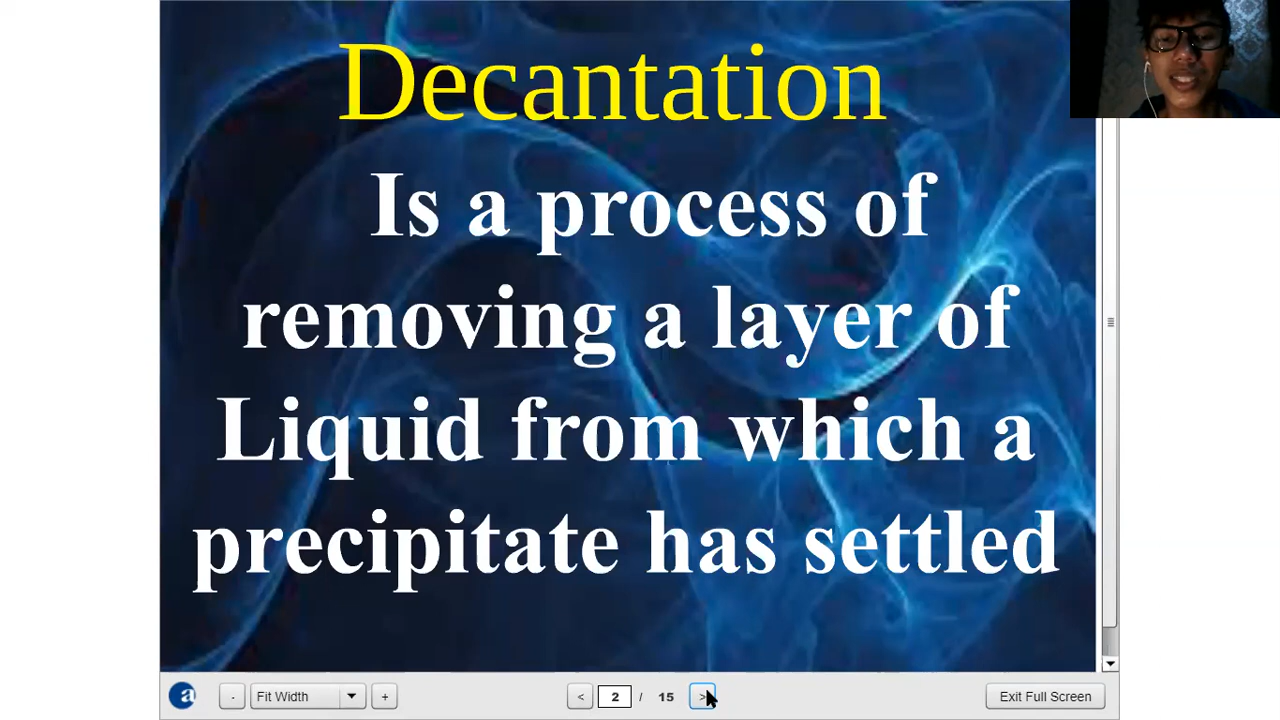 Decantation
Is a process of
removing a layer of
Liquid from which a
precipitate has settled
a - Fit Width + < 2 / 15 > Exit Full Screen